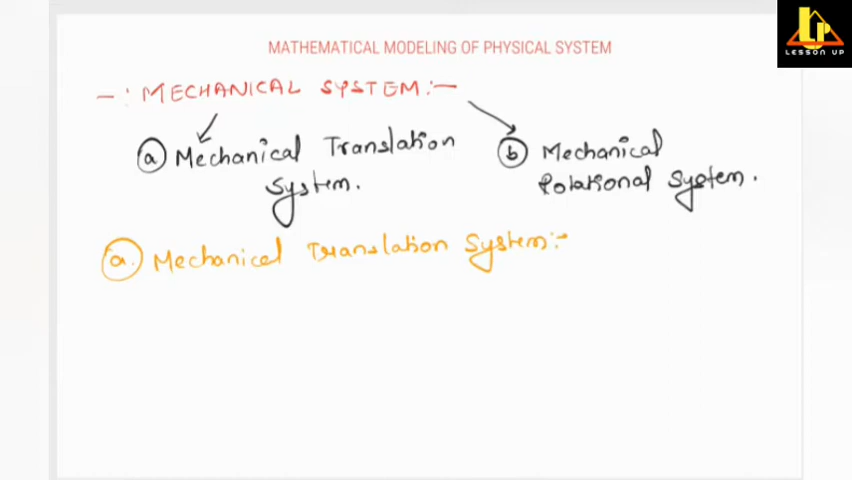 LESSON UP
MATHEMATICAL MODELING OF PHYSICAL SYSTEM
-: MECHANICAL SYSTEM:-
(a) Mechanical Translation
System.
(b) Mechanical
Rotational System.
(a.) Mechanical Translation System:-